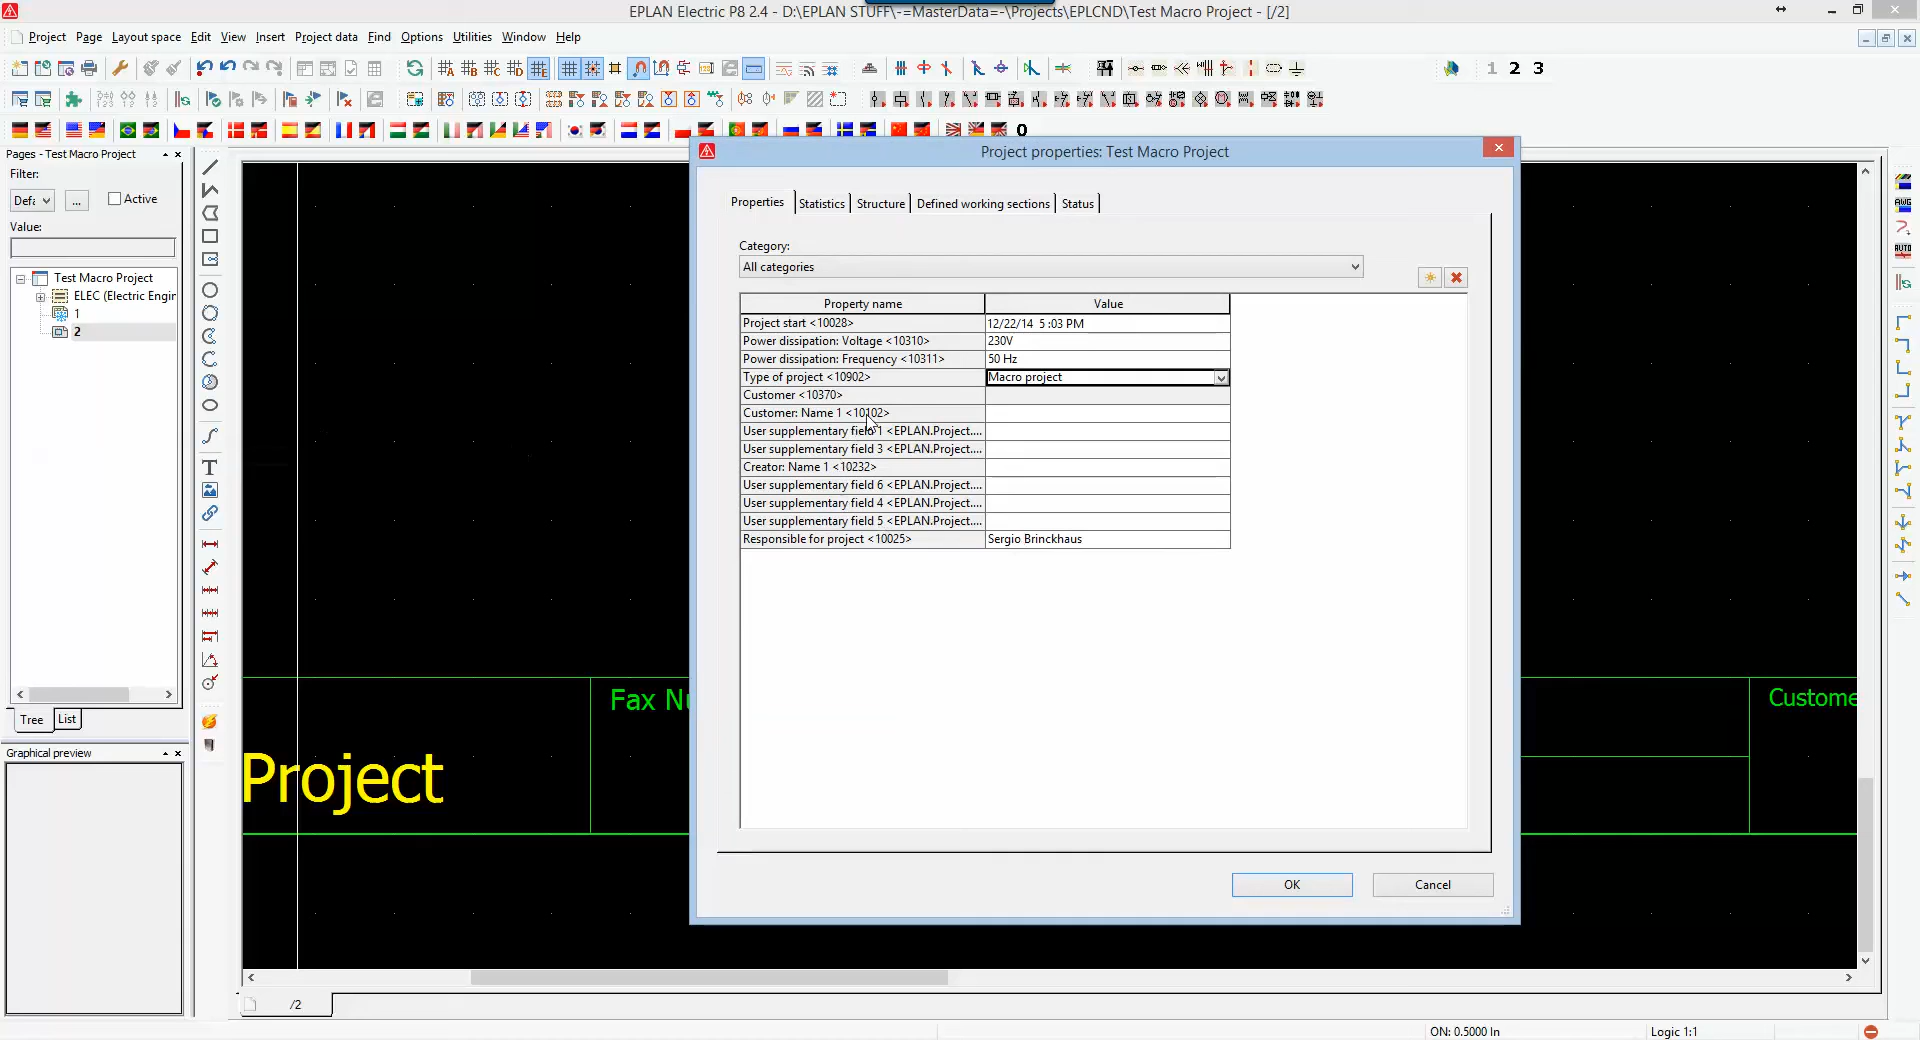 EPLAN Electric P8 2.4 - D:\EPLAN STUFF\-=MasterData=-\Projects\EPLCND\Test Macro Project - [/2]
Project Page Layout space Edit View Insert Project data Find Options Utilities Window Help
1 2 3
0
Pages - Test Macro Project
Filter:
Defa
...
Active
Value:
Test Macro Project
ELEC (Electric Engir
1
2
Tree
List
Graphical preview
Project
Fax Nu
Custome
Project properties: Test Macro Project
Properties Statistics Structure Defined working sections Status
Category:
All categories
Property name Value
Project start <10028> 12/22/14 5:03 PM
Power dissipation: Voltage <10310> 230V
Power dissipation: Frequency <10311> 50 Hz
Type of project <10902> Macro project
Customer <10370>
Customer: Name 1 <10102>
User supplementary field 1 <EPLAN.Project....
User supplementary field 3 <EPLAN.Project....
Creator: Name 1 <10232>
User supplementary field 6 <EPLAN.Project....
User supplementary field 4 <EPLAN.Project....
User supplementary field 5 <EPLAN.Project....
Responsible for project <10025> Sergio Brinckhaus
OK Cancel
AWG
AUTO
/2
ON: 0.5000 In
Logic 1:1